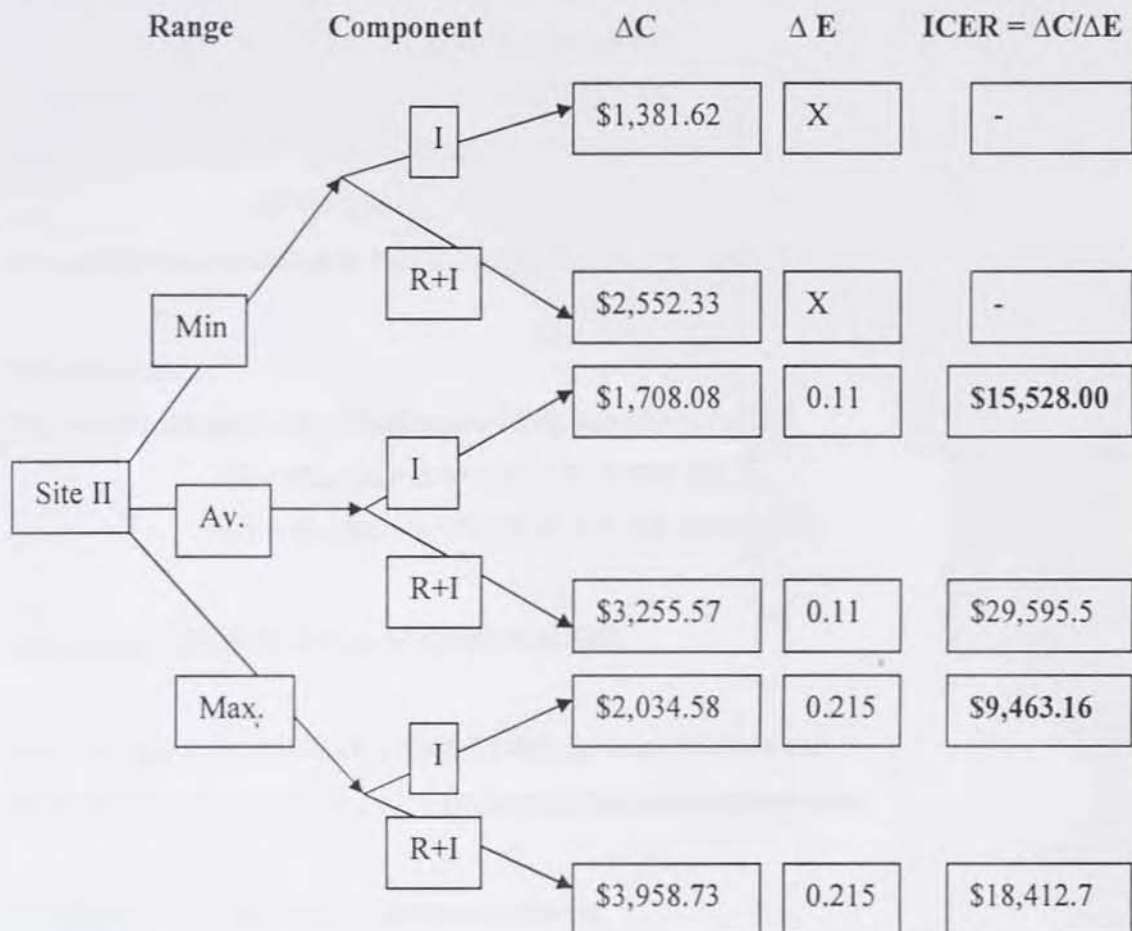 Range Component ΔC Δ E ICER = ΔC/ΔE
I $1,381.62 X -
R+I $2,552.33 X -
Min
I $1,708.08 0.11 $15,528.00
Site II Av.
R+I $3,255.57 0.11 $29,595.5
Max. I $2,034.58 0.215 $9,463.16
R+I $3,958.73 0.215 $18,412.7